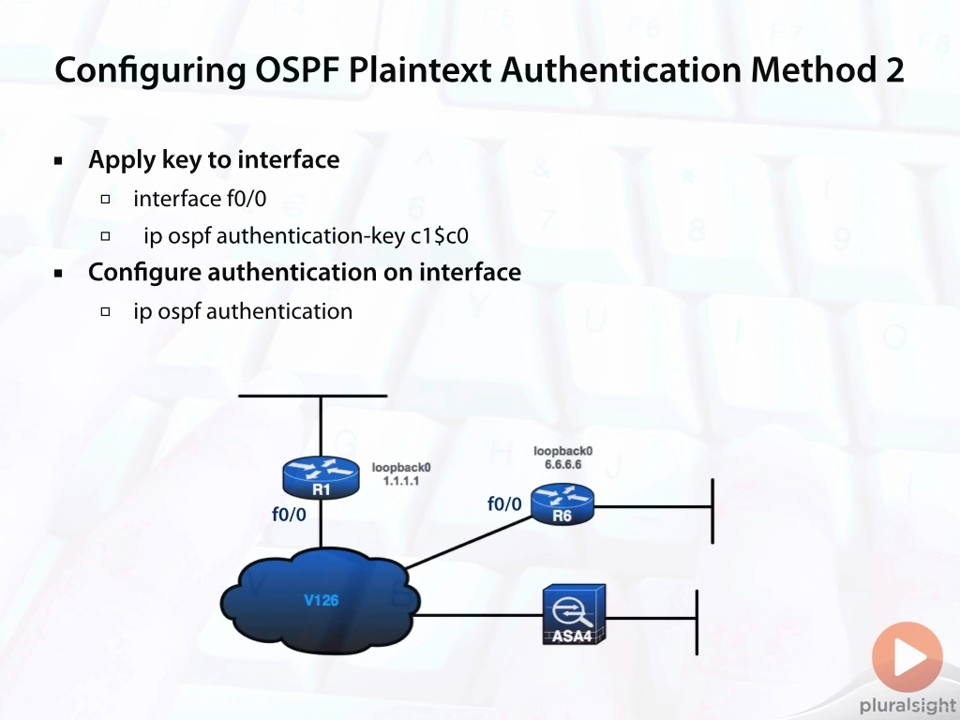 Configuring OSPF Plaintext Authentication Method 2
Apply key to interface
interface f0/0
ip ospf authentication-key c1$c0
Configure authentication on interface
ip ospf authentication
loopback0
1.1.1.1
R1
f0/0
loopback0
6.6.6.6
f0/0
R6
V126
ASA4
pluralsight